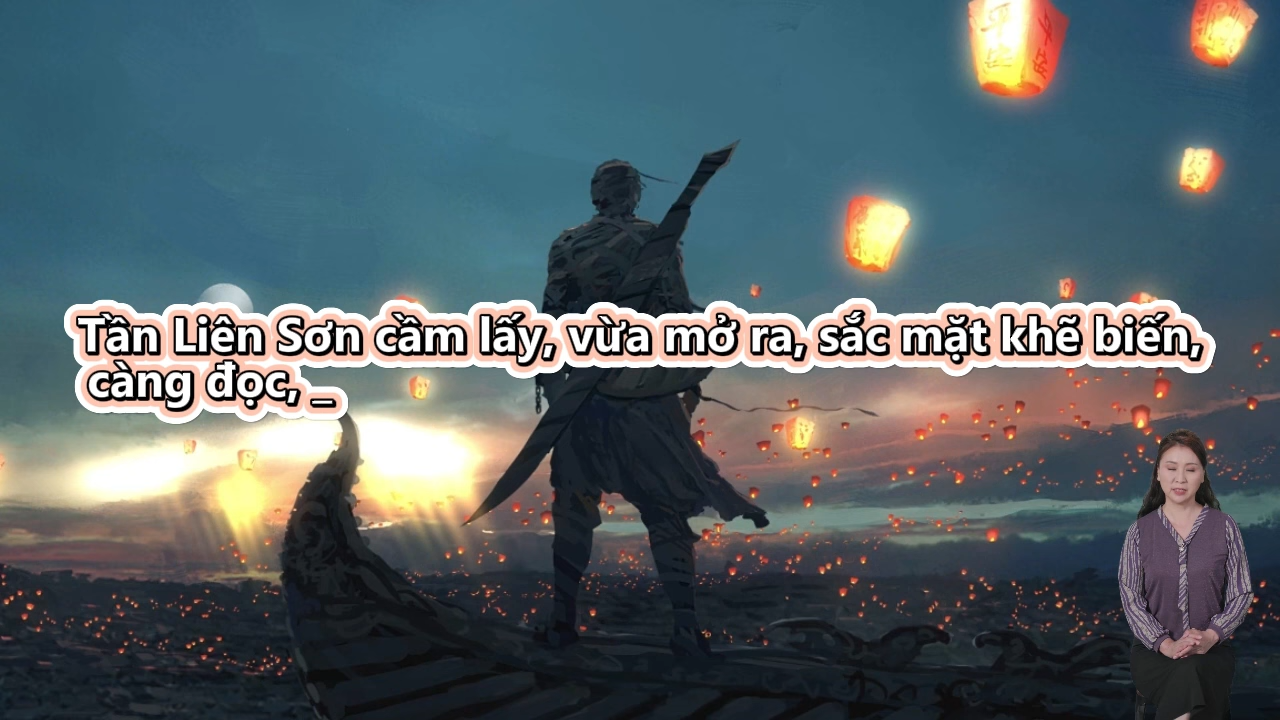 Tần Liên Sơn cầm lấy, vừa mở ra, sắc mặt khẽ biến,
càng đọc, _